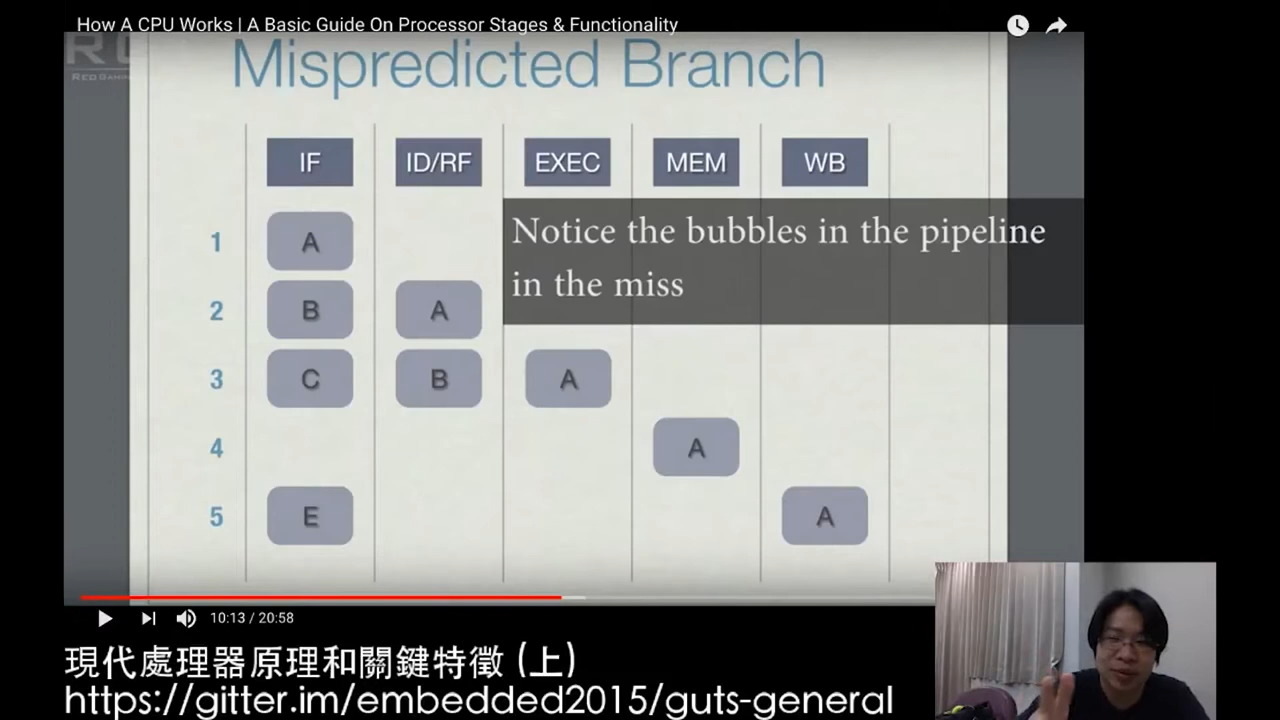 How A CPU Works | A Basic Guide On Processor Stages & Functionality
Mispredicted Branch
IF ID/RF EXEC MEM WB
Notice the bubbles in the pipeline
in the miss
1 A
2 B A
3 C B A
4 A
5 E A
10:13 / 20:58
現代處理器原理和關鍵特徵 (上)
https://gitter.im/embedded2015/guts-general